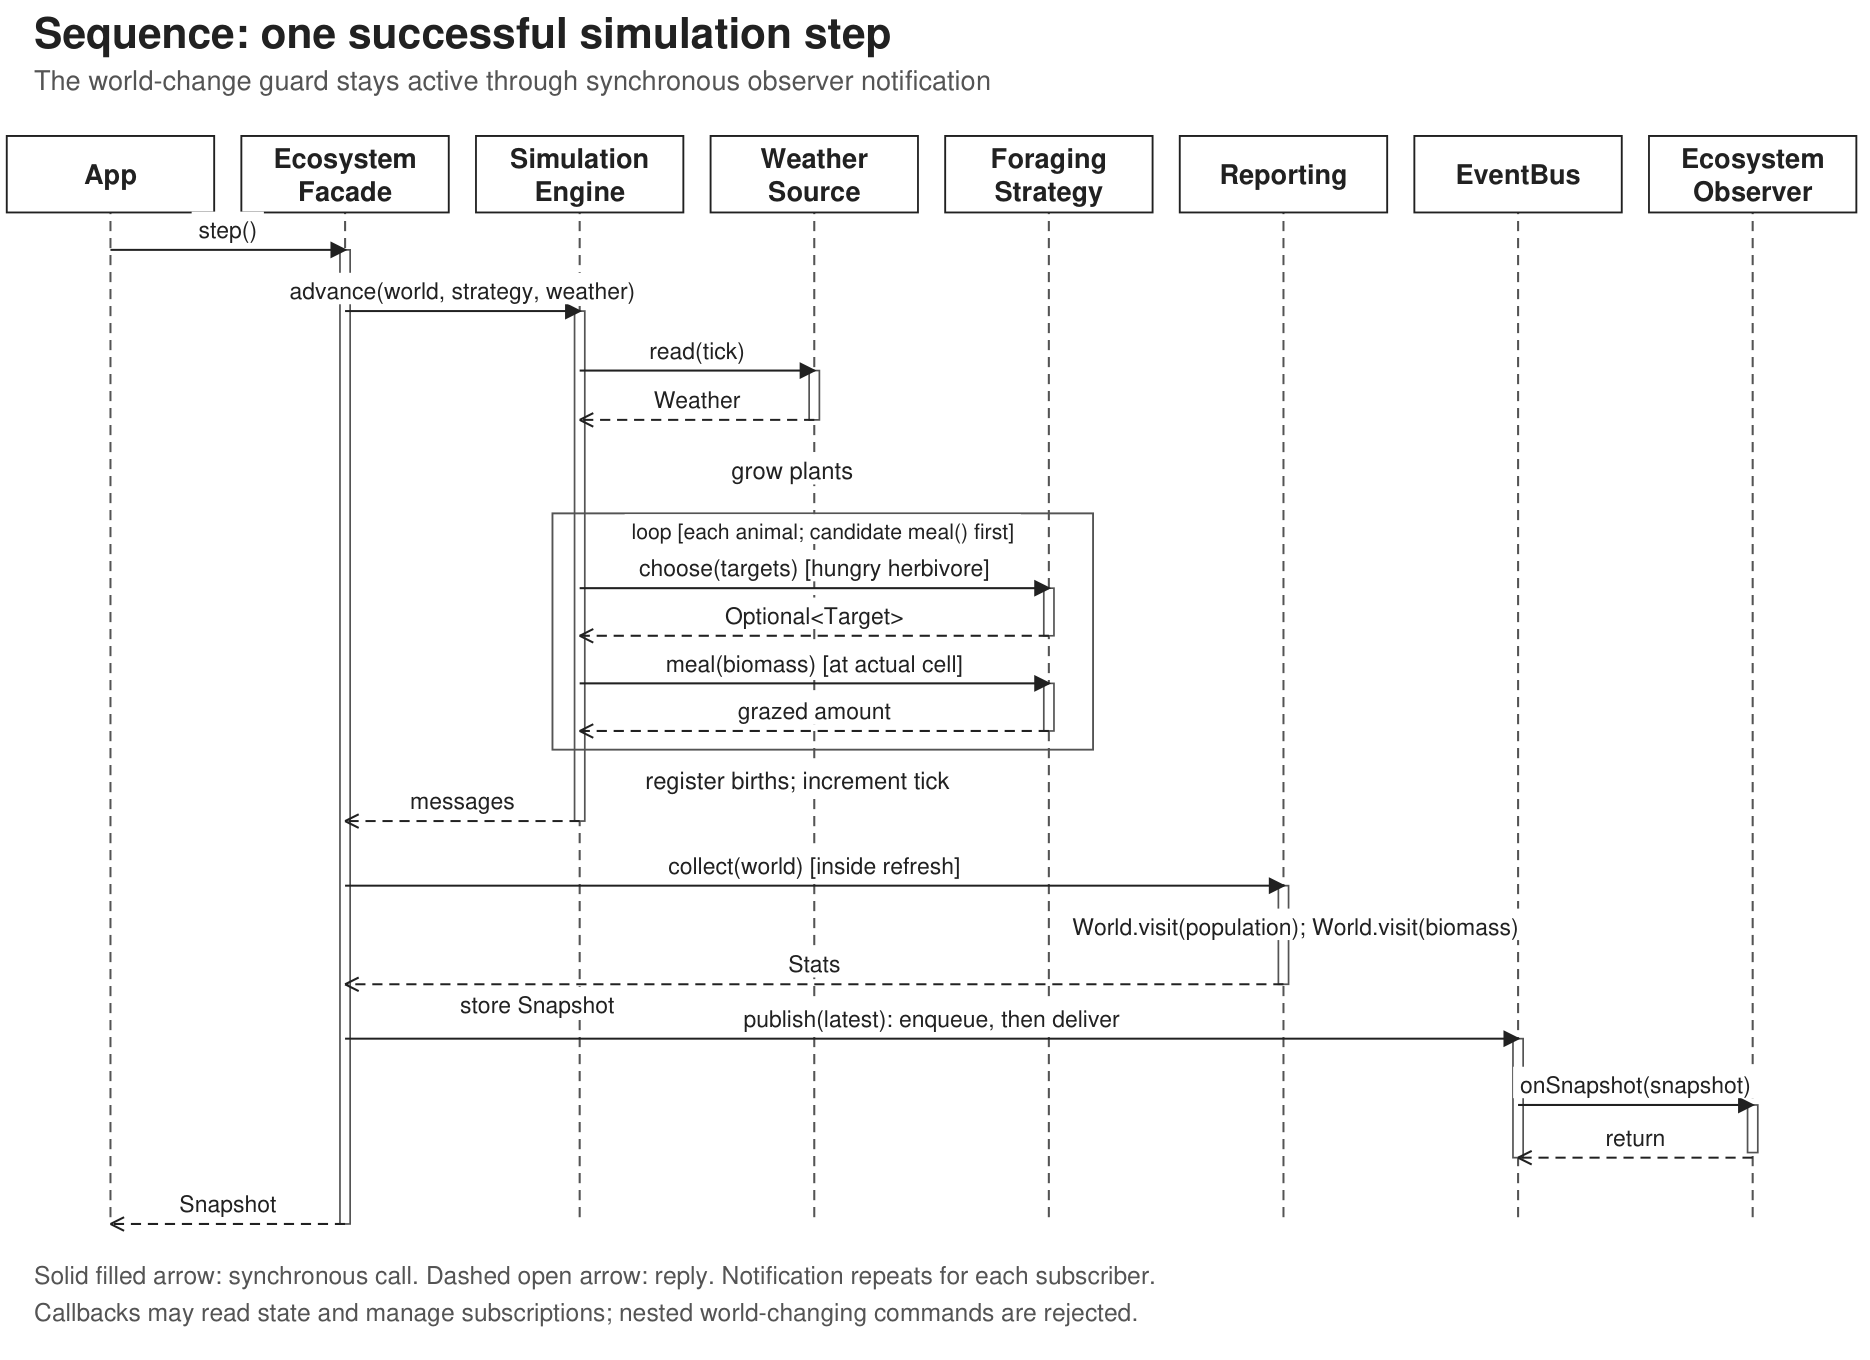 Sequence: one successful simulation step
The world-change guard stays active through synchronous observer notification
App
Ecosystem
Facade
Simulation
Engine
Weather
Source
Foraging
Strategy
Reporting
EventBus
Ecosystem
Observer
step()
advance(world, strategy, weather)
read(tick)
Weather
grow plants
loop [each animal; candidate meal() first]
choose(targets) [hungry herbivore]
Optional<Target>
meal(biomass) [at actual cell]
grazed amount
register births; increment tick
messages
collect(world) [inside refresh]
World.visit(population); World.visit(biomass)
Stats
store Snapshot
publish(latest): enqueue, then deliver
onSnapshot(snapshot)
return
Snapshot
Solid filled arrow: synchronous call. Dashed open arrow: reply. Notification repeats for each subscriber.
Callbacks may read state and manage subscriptions; nested world-changing commands are rejected.